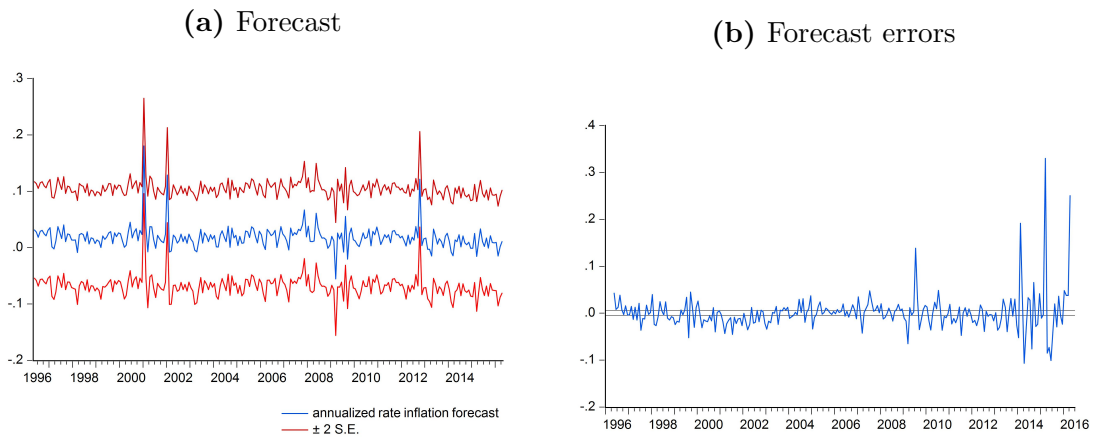 (a) Forecast
.3
.2
.1
.0
-.1
-.2
1996 1998 2000 2002 2004 2006 2008 2010 2012 2014
annualized rate inflation forecast
± 2 S.E.
(b) Forecast errors
.4
.3
.2
.1
.0
-.1
-.2
1996 1998 2000 2002 2004 2006 2008 2010 2012 2014 2016